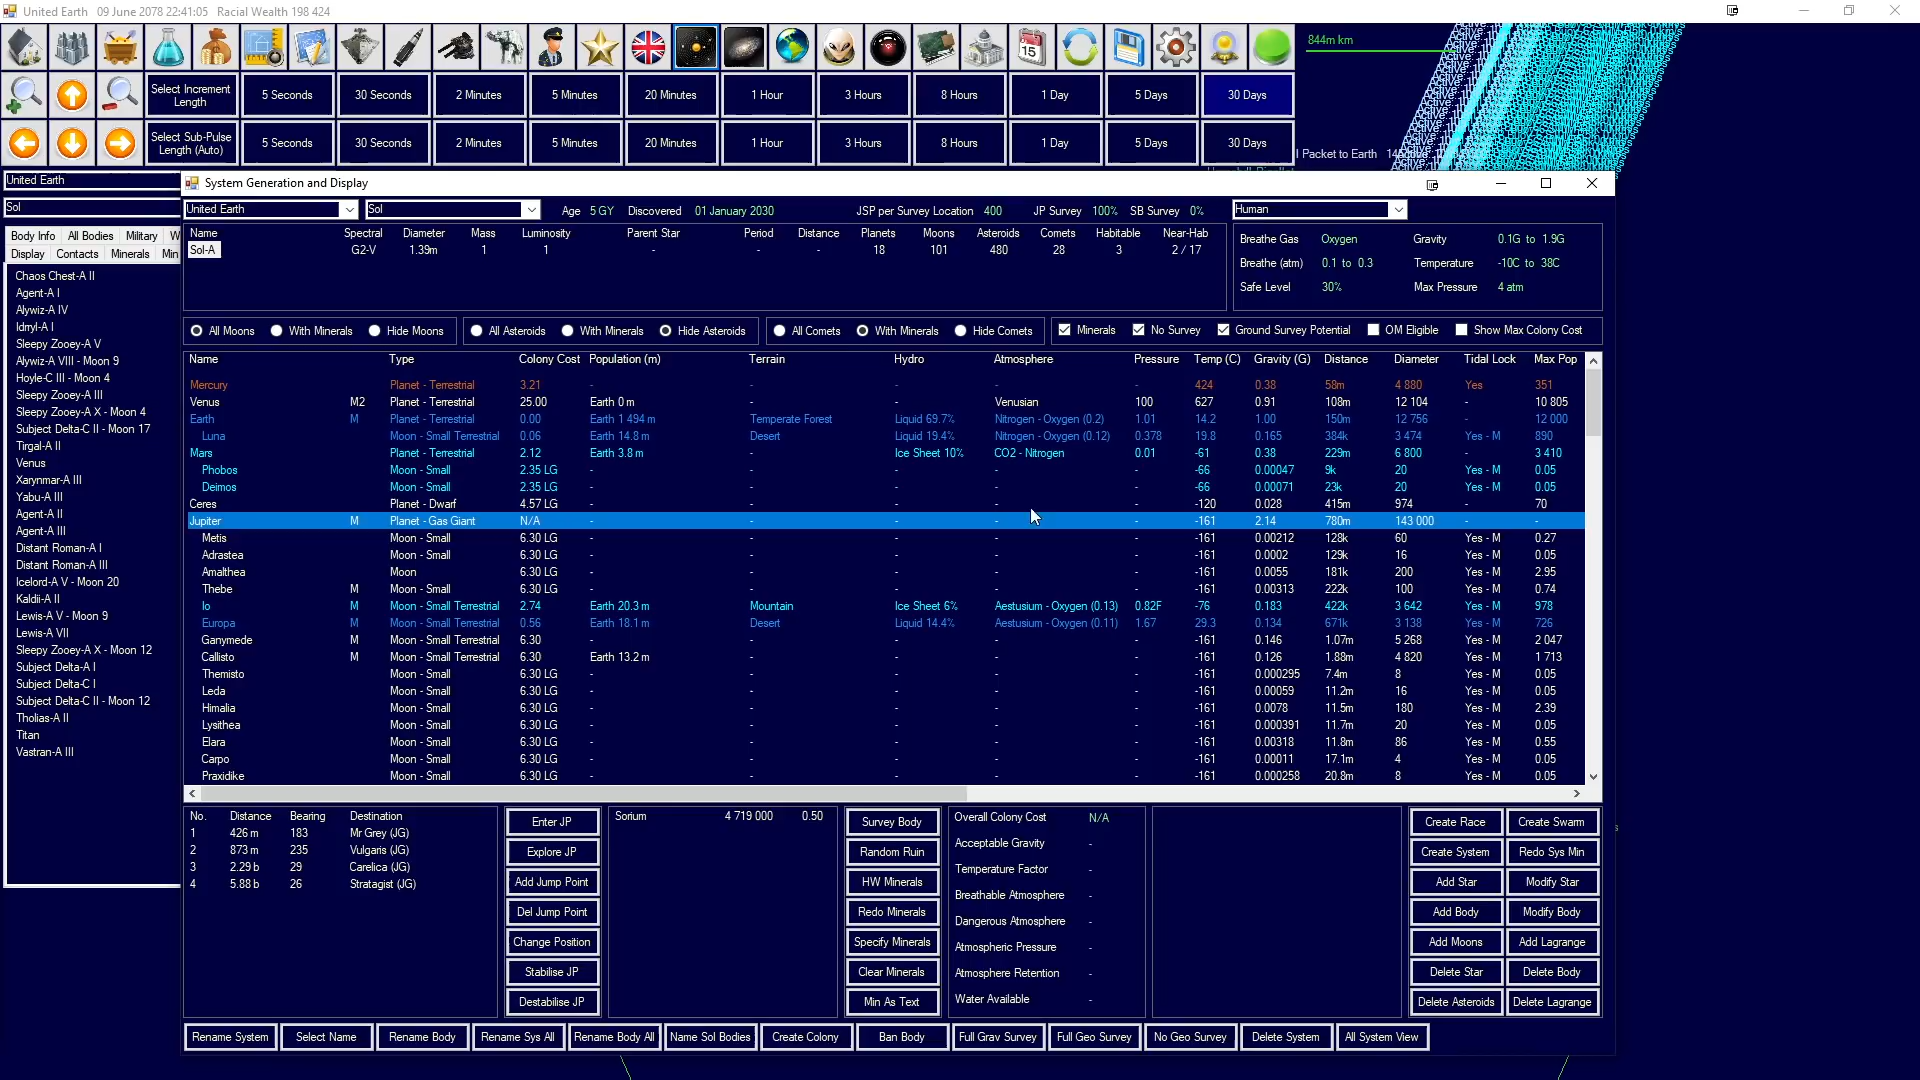 United Earth 09 June 2078 22:41:05 Racial Wealth 198 424
844m km
Select Increment Length 5 Seconds 30 Seconds 2 Minutes 5 Minutes 20 Minutes 1 Hour 3 Hours 8 Hours 1 Day 5 Days 30 Days
Select Sub-Pulse Length (Auto) 5 Seconds 30 Seconds 2 Minutes 5 Minutes 20 Minutes 1 Hour 3 Hours 8 Hours 1 Day 5 Days 30 Days
Packet to Earth
United Earth
Sol
Body Info All Bodies Military W
Display Contacts Minerals Min
Chaos Chest-A II
Agent-A I
Alywiz-A IV
Idrryl-A I
Sleepy Zooey-A V
Alywiz-A VIII - Moon 9
Hoyle-C III - Moon 4
Sleepy Zooey-A III
Sleepy Zooey-A X - Moon 4
Subject Delta-C II - Moon 17
Tirgal-A II
Venus
Xarynmar-A III
Yabu-A III
Agent-A II
Agent-A III
Distant Roman-A I
Distant Roman-A III
Icelord-A V - Moon 20
Kaldii-A II
Lewis-A V - Moon 9
Lewis-A VII
Sleepy Zooey-A X - Moon 12
Subject Delta-A I
Subject Delta-C I
Subject Delta-C II - Moon 12
Tholias-A II
Titan
Vastran-A III
System Generation and Display
United Earth Sol Age 5 GY Discovered 01 January 2030 JSP per Survey Location 400 JP Survey 100% SB Survey 0% Human
Name Spectral Diameter Mass Luminosity Parent Star Period Distance Planets Moons Asteroids Comets Habitable Near-Hab
Sol-A G2-V 1.39m 1 1 - - - 18 101 480 28 3 2 / 17
Breathe Gas Oxygen Gravity 0.1G to 1.9G
Breathe (atm) 0.1 to 0.3 Temperature -10C to 38C
Safe Level 30% Max Pressure 4 atm
All Moons With Minerals Hide Moons All Asteroids With Minerals Hide Asteroids All Comets With Minerals Hide Comets Minerals No Survey Ground Survey Potential OM Eligible Show Max Colony Cost
Name Type Colony Cost Population (m) Terrain Hydro Atmosphere Pressure Temp (C) Gravity (G) Distance Diameter Tidal Lock Max Pop
Mercury Planet - Terrestrial 3.21 - - - - - 424 0.38 58m 4 880 Yes 351
Venus M2 Planet - Terrestrial 25.00 Earth 0 m - - Venusian 100 627 0.91 108m 12 104 - 10 805
Earth M Planet - Terrestrial 0.00 Earth 1 494 m Temperate Forest Liquid 69.7% Nitrogen - Oxygen (0.2) 1.01 14.2 1.00 150m 12 756 - 12 000
Luna Moon - Small Terrestrial 0.06 Earth 14.8 m Desert Liquid 19.4% Nitrogen - Oxygen (0.12) 0.378 19.8 0.165 384k 3 474 Yes - M 890
Mars Planet - Terrestrial 2.12 Earth 3.8 m - Ice Sheet 10% CO2 - Nitrogen 0.01 -61 0.38 229m 6 800 - 3 410
Phobos Moon - Small 2.35 LG - - - - - -66 0.00047 9k 20 Yes - M 0.05
Deimos Moon - Small 2.35 LG - - - - - -66 0.00071 23k 20 Yes - M 0.05
Ceres Planet - Dwarf 4.57 LG - - - - - -120 0.028 415m 974 - 70
Jupiter M Planet - Gas Giant N/A - - - - - -161 2.14 780m 143 000 - -
Metis Moon - Small 6.30 LG - - - - - -161 0.00212 128k 60 Yes - M 0.27
Adrastea Moon - Small 6.30 LG - - - - - -161 0.0002 129k 16 Yes - M 0.05
Amalthea Moon 6.30 LG - - - - - -161 0.0055 181k 200 Yes - M 2.95
Thebe M Moon - Small 6.30 LG - - - - - -161 0.00313 222k 100 Yes - M 0.74
Io M Moon - Small Terrestrial 2.74 Earth 20.3 m Mountain Ice Sheet 6% Aestusium - Oxygen (0.13) 0.82F -76 0.183 422k 3 642 Yes - M 978
Europa M Moon - Small Terrestrial 0.56 Earth 18.1 m Desert Liquid 14.4% Aestusium - Oxygen (0.11) 1.67 29.3 0.134 671k 3 138 Yes - M 726
Ganymede M Moon - Small Terrestrial 6.30 - - - - - -161 0.146 1.07m 5 268 Yes - M 2 047
Callisto M Moon - Small Terrestrial 6.30 Earth 13.2 m - - - - -161 0.126 1.88m 4 820 Yes - M 1 713
Themisto Moon - Small 6.30 LG - - - - - -161 0.000295 7.4m 8 Yes - M 0.05
Leda Moon - Small 6.30 LG - - - - - -161 0.00059 11.2m 16 Yes - M 0.05
Himalia Moon - Small 6.30 LG - - - - - -161 0.0078 11.5m 180 Yes - M 2.39
Lysithea Moon - Small 6.30 LG - - - - - -161 0.000391 11.7m 20 Yes - M 0.05
Elara Moon - Small 6.30 LG - - - - - -161 0.00318 11.8m 86 Yes - M 0.55
Carpo Moon - Small 6.30 LG - - - - - -161 0.00011 17.1m 4 Yes - M 0.05
Praxidike Moon - Small 6.30 LG - - - - - -161 0.000258 20.8m 8 Yes - M 0.05
No. Distance Bearing Destination
1 426 m 183 Mr Grey (JG)
2 873 m 235 Vulgaris (JG)
3 2.29 b 29 Carelica (JG)
4 5.88 b 26 Stratagist (JG)
Enter JP
Explore JP
Add Jump Point
Del Jump Point
Change Position
Stabilise JP
Destabilise JP
Sorium 4 719 000 0.50
Survey Body
Random Ruin
HW Minerals
Redo Minerals
Specify Minerals
Clear Minerals
Min As Text
Overall Colony Cost N/A
Acceptable Gravity -
Temperature Factor -
Breathable Atmosphere -
Dangerous Atmosphere -
Atmospheric Pressure -
Atmosphere Retention -
Water Available -
Create Race Create Swarm
Create System Redo Sys Min
Add Star Modify Star
Add Body Modify Body
Add Moons Add Lagrange
Delete Star Delete Body
Delete Asteroids Delete Lagrange
Rename System Select Name Rename Body Rename Sys All Rename Body All Name Sol Bodies Create Colony Ban Body Full Grav Survey Full Geo Survey No Geo Survey Delete System All System View